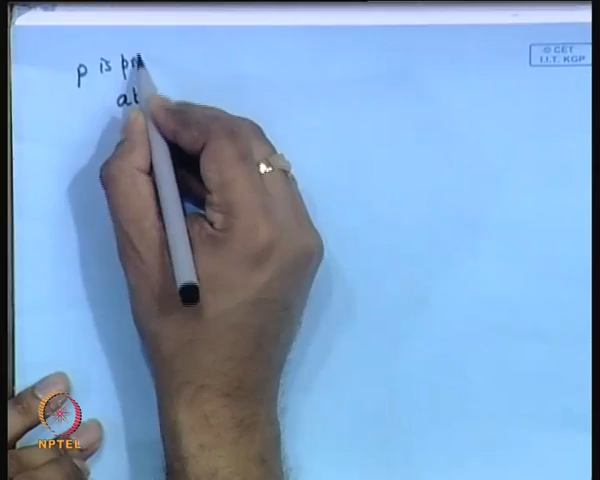 p is pr
at
© CET
I.I.T. KGP
NPTEL